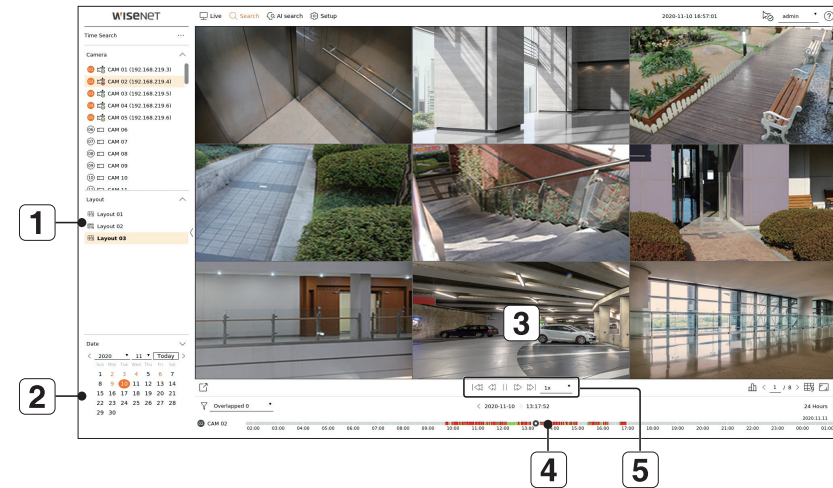 WISENET
Live Search AI search Setup
2020-11-10 16:57:01
admin
Time Search
Camera
CAM 01 (192.168.219.3)
CAM 02 (192.168.219.4)
CAM 03 (192.168.219.5)
CAM 04 (192.168.219.6)
CAM 05 (192.168.219.6)
06 CAM 06
07 CAM 07
08 CAM 08
09 CAM 09
10 CAM 10
CAM 11
Layout
1
Layout 01
Layout 02
Layout 03
3
Date
2020 11 Today
Sun Mon Tue Wed Thu Fri Sat
1 2 3 4 5 6 7
2
8 9 10 11 12 13 14
15 16 17 18 19 20 21
22 23 24 25 26 27 28
29 30
1x
1 / 8
Overlapped 0
2020-11-10 13:17:52
24 Hours
2020.11.11
CAM 02
02:00 03:00 04:00 05:00 06:00 07:00 08:00 09:00 10:00 11:00 12:00 13:00 14:00 15:00 16:00 17:00 18:00 19:00 20:00 21:00 22:00 23:00 00:00 01:00
4
5